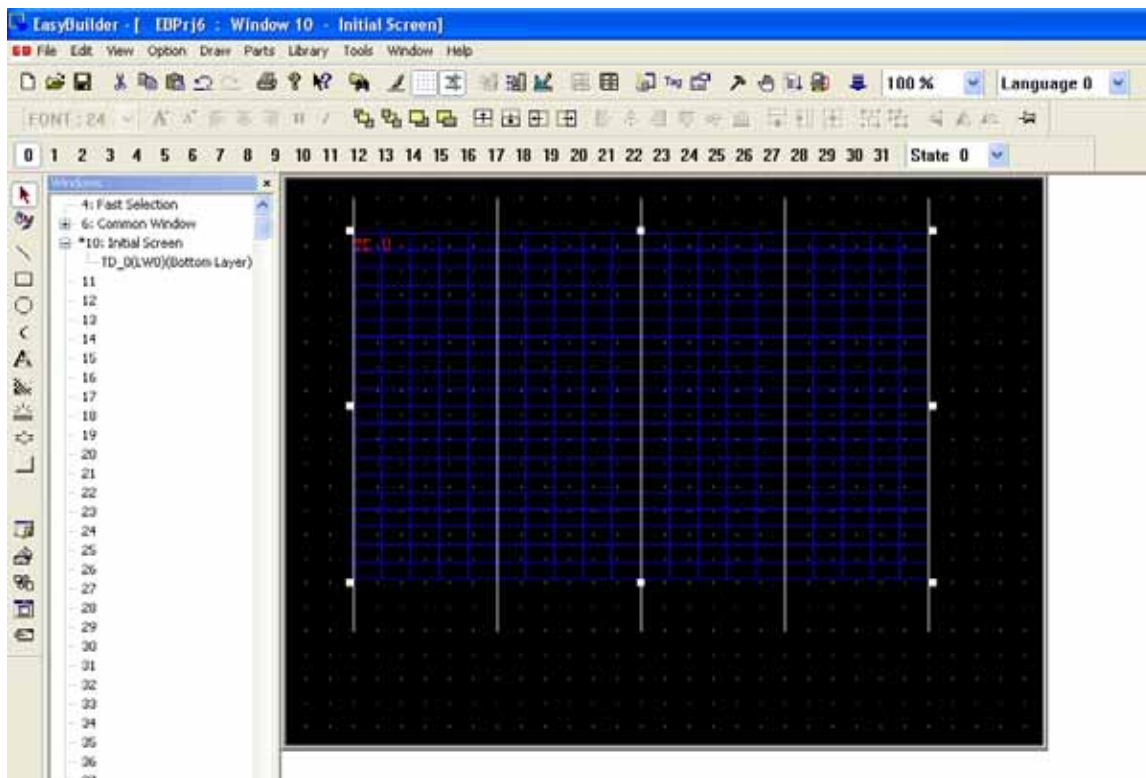 EasyBuilder - [ EBPrj6 : Window 10 - Initial Screen]
File Edit View Option Draw Parts Library Tools Window Help
Tag 100 % Language 0
FONT : 24
0 1 2 3 4 5 6 7 8 9 10 11 12 13 14 15 16 17 18 19 20 21 22 23 24 25 26 27 28 29 30 31 State 0
Windows
4: Fast Selection
6: Common Window
*10: Initial Screen
TD_0(LW0)(Bottom Layer)
11
12
13
14
15
16
17
18
19
20
21
22
23
24
25
26
27
28
29
30
31
32
33
34
35
36